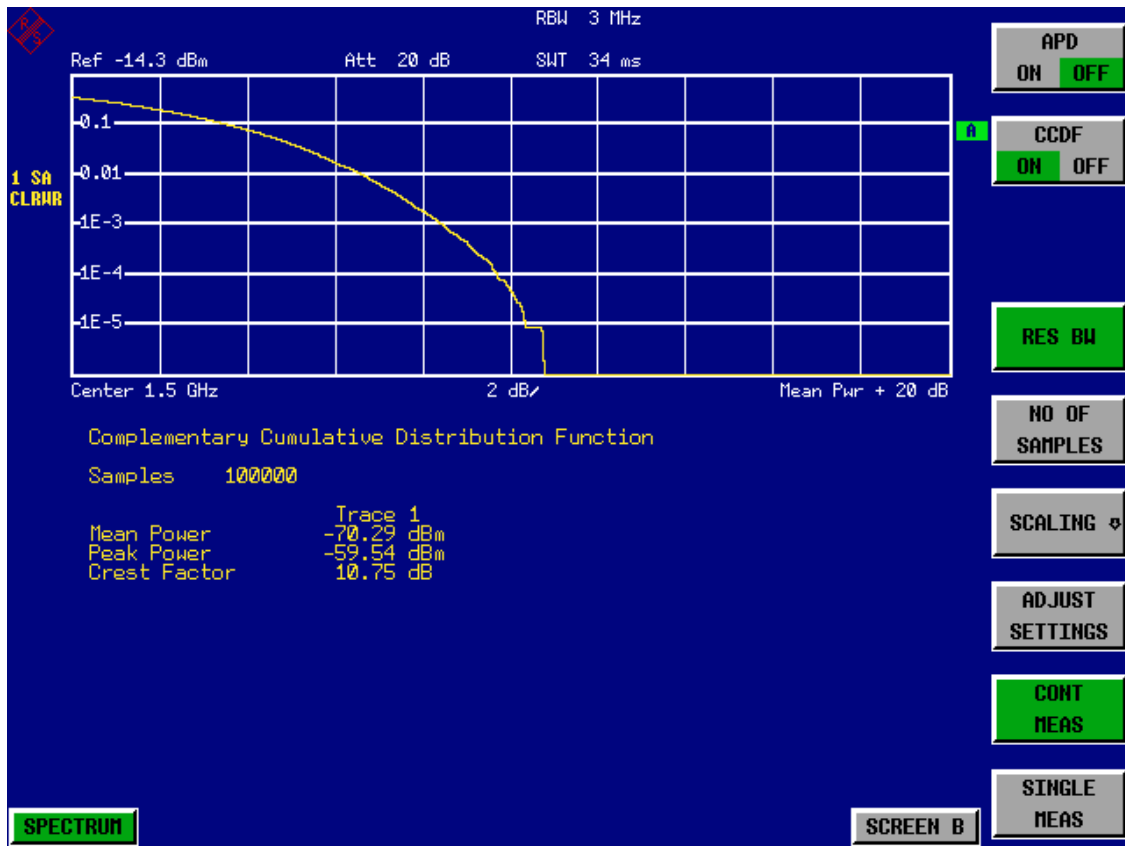 RBW 3 MHz
Ref -14.3 dBm Att 20 dB SWT 34 ms
0.1
0.01
1E-3
1E-4
1E-5
1 SA
CLRWR
A
Center 1.5 GHz 2 dB/ Mean Pwr + 20 dB
Complementary Cumulative Distribution Function
Samples 100000
Trace 1
Mean Power -70.29 dBm
Peak Power -59.54 dBm
Crest Factor 10.75 dB
APD
ON OFF
CCDF
ON OFF
RES BW
NO OF
SAMPLES
SCALING
ADJUST
SETTINGS
CONT
MEAS
SINGLE
MEAS
SPECTRUM
SCREEN B
R
S